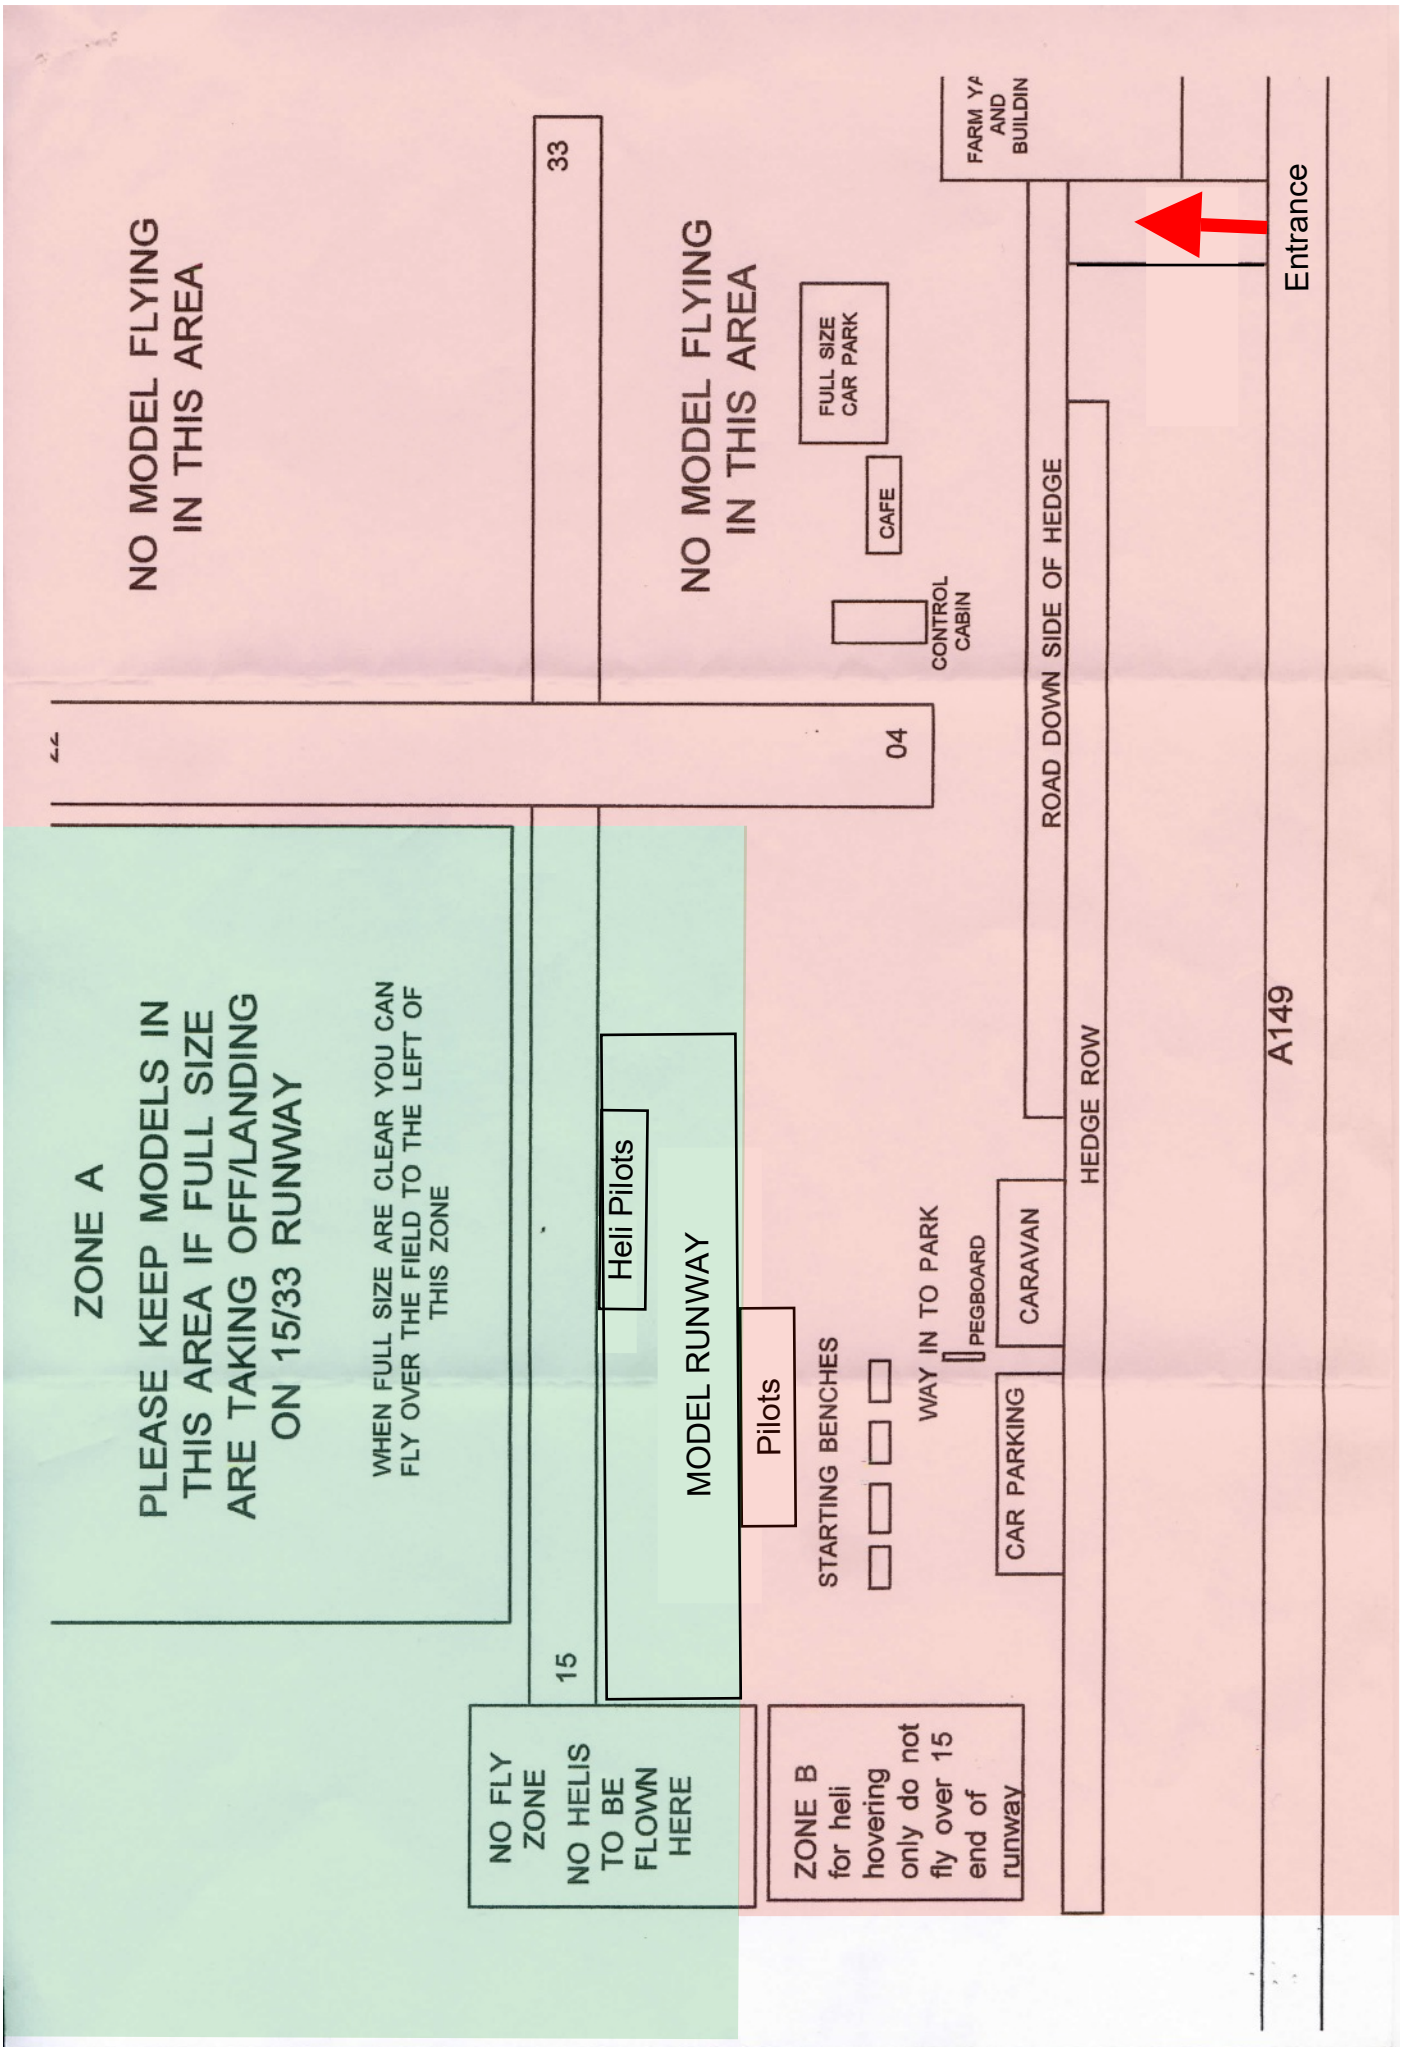 ZONE A
PLEASE KEEP MODELS IN
THIS AREA IF FULL SIZE
ARE TAKING OFF/LANDING
ON 15/33 RUNWAY
WHEN FULL SIZE ARE CLEAR YOU CAN
FLY OVER THE FIELD TO THE LEFT OF
THIS ZONE
NO MODEL FLYING
IN THIS AREA
NO FLY
ZONE
NO HELIS
TO BE
FLOWN
HERE
15
33
Heli Pilots
MODEL RUNWAY
Pilots
NO MODEL FLYING
IN THIS AREA
ZONE B
for heli
hovering
only do not
fly over 15
end of
runway
STARTING BENCHES
04
FULL SIZE
CAR PARK
CAFE
CONTROL
CABIN
WAY IN TO PARK
PEGBOARD
CAR PARKING
CARAVAN
FARM YA
AND
BUILDIN
ROAD DOWN SIDE OF HEDGE
HEDGE ROW
A149
Entrance